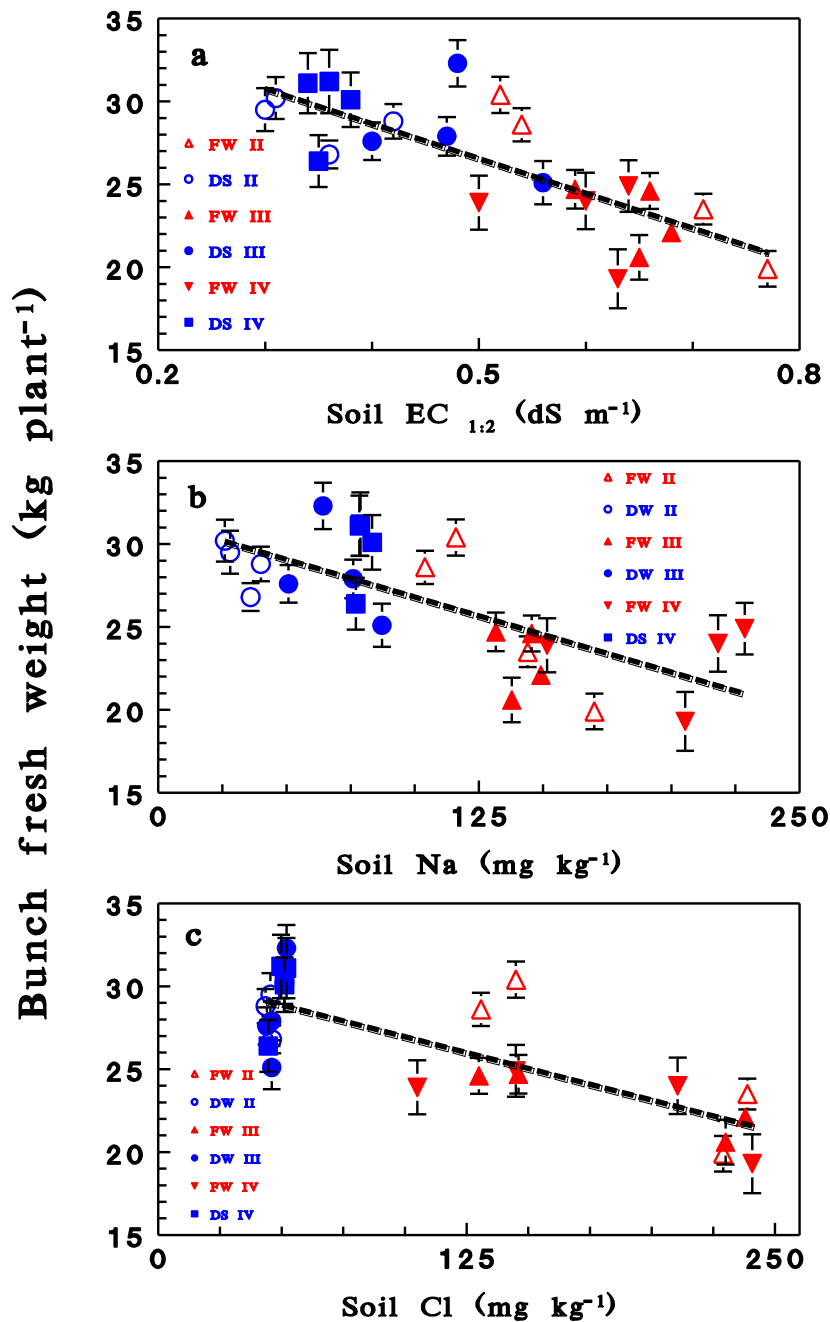 Bunch fresh weight (kg plant⁻¹)
35
a
30
25
20
15
FW II
DS II
FW III
DS III
FW IV
DS IV
0.2 0.5 0.8
Soil EC 1:2 (dS m⁻¹)
35
b
30
25
20
15
FW II
DW II
FW III
DW III
FW IV
DS IV
0 125 250
Soil Na (mg kg⁻¹)
35
c
30
25
20
15
FW II
DW II
FW III
DW III
FW IV
DS IV
0 125 250
Soil Cl (mg kg⁻¹)